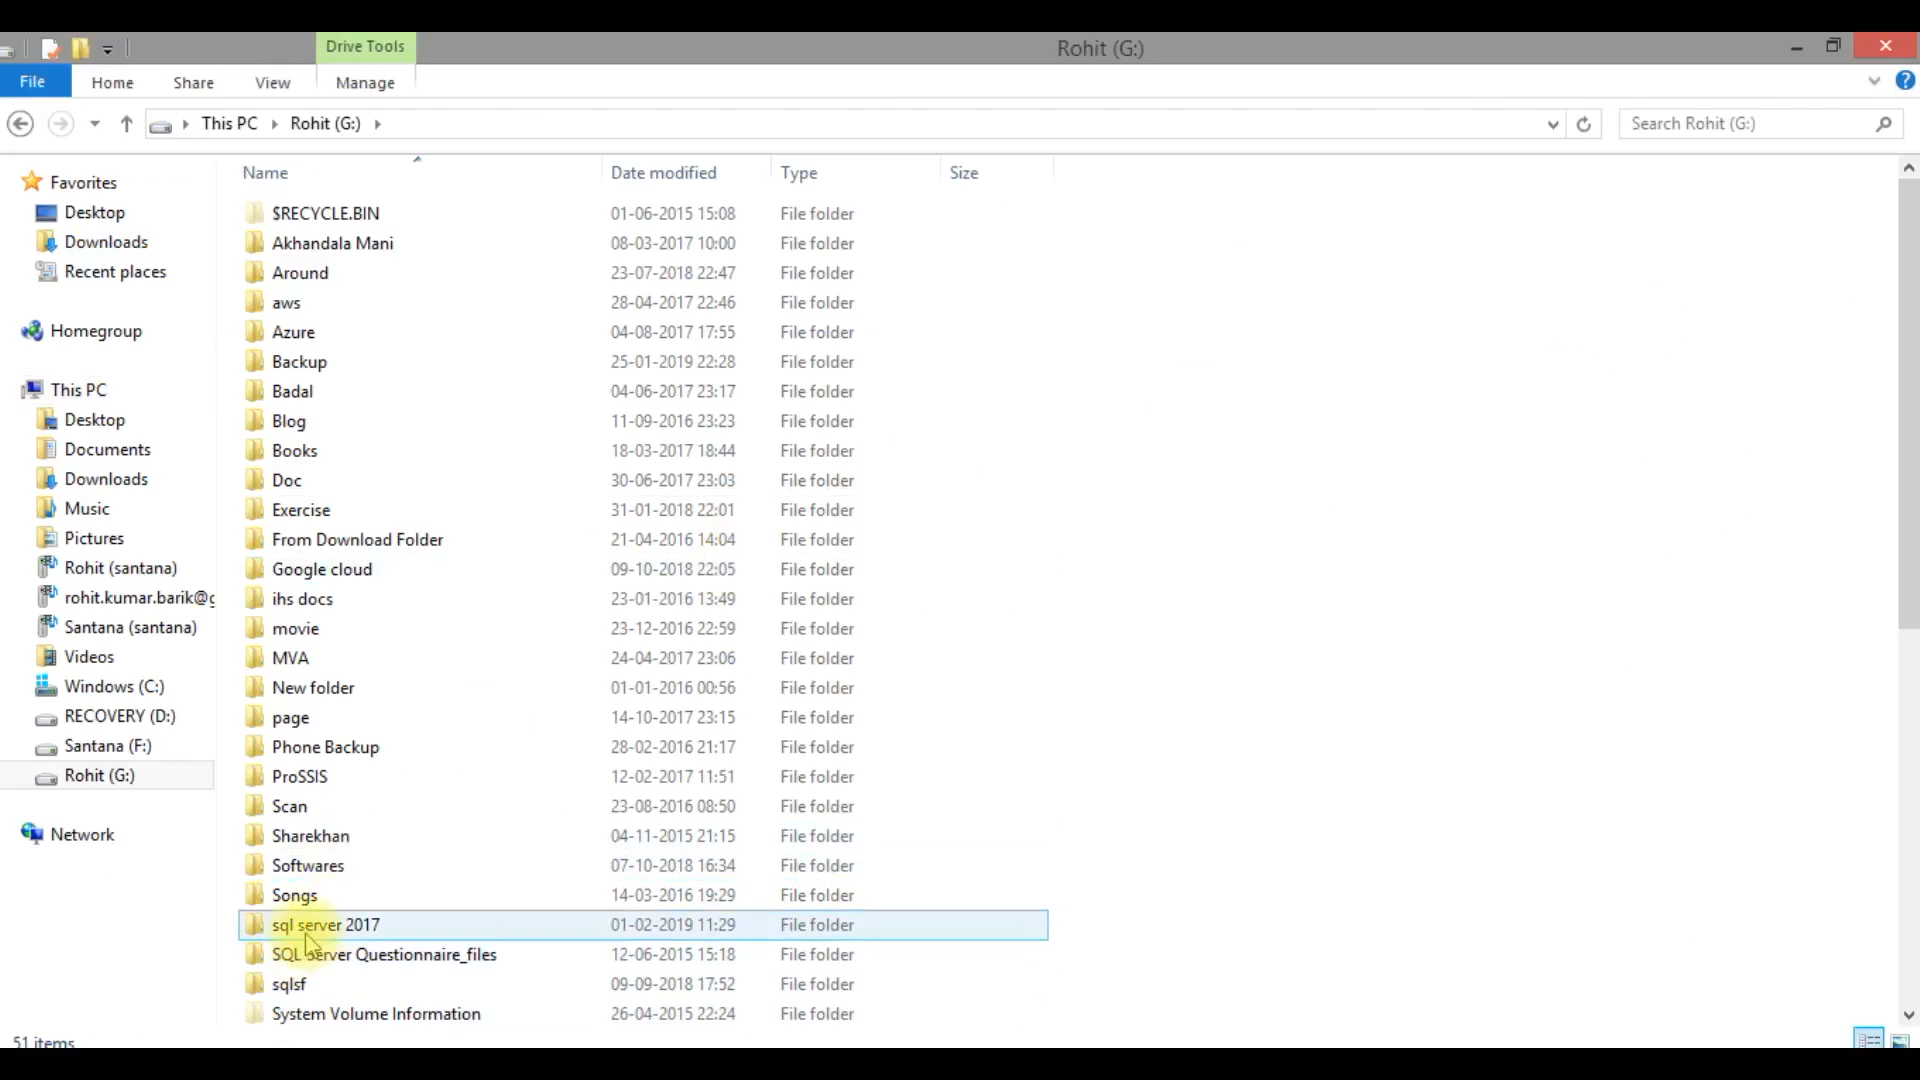 Drive Tools
Rohit (G:)
File Home Share View Manage
This PC Rohit (G:)
Search Rohit (G:)
Name Date modified Type Size
Favorites
Desktop
Downloads
Recent places
Homegroup
This PC
Desktop
Documents
Downloads
Music
Pictures
Rohit (santana)
rohit.kumar.barik@g
Santana (santana)
Videos
Windows (C:)
RECOVERY (D:)
Santana (F:)
Rohit (G:)
Network
$RECYCLE.BIN 01-06-2015 15:08 File folder
Akhandala Mani 08-03-2017 10:00 File folder
Around 23-07-2018 22:47 File folder
aws 28-04-2017 22:46 File folder
Azure 04-08-2017 17:55 File folder
Backup 25-01-2019 22:28 File folder
Badal 04-06-2017 23:17 File folder
Blog 11-09-2016 23:23 File folder
Books 18-03-2017 18:44 File folder
Doc 30-06-2017 23:03 File folder
Exercise 31-01-2018 22:01 File folder
From Download Folder 21-04-2016 14:04 File folder
Google cloud 09-10-2018 22:05 File folder
ihs docs 23-01-2016 13:49 File folder
movie 23-12-2016 22:59 File folder
MVA 24-04-2017 23:06 File folder
New folder 01-01-2016 00:56 File folder
page 14-10-2017 23:15 File folder
Phone Backup 28-02-2016 21:17 File folder
ProSSIS 12-02-2017 11:51 File folder
Scan 23-08-2016 08:50 File folder
Sharekhan 04-11-2015 21:15 File folder
Softwares 07-10-2018 16:34 File folder
Songs 14-03-2016 19:29 File folder
sql server 2017 01-02-2019 11:29 File folder
SQL Server Questionnaire_files 12-06-2015 15:18 File folder
sqlsf 09-09-2018 17:52 File folder
System Volume Information 26-04-2015 22:24 File folder
51 items